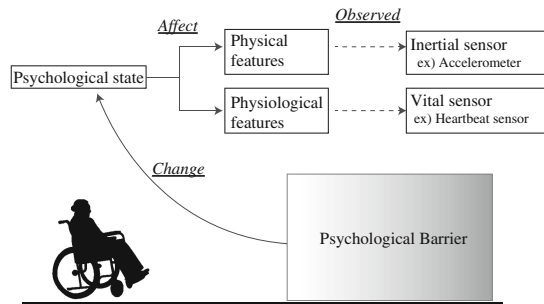 Affect
Observed
Physical
features
Inertial sensor
ex) Accelerometer
Psychological state
Physiological
features
Vital sensor
ex) Heartbeat sensor
Change
Psychological Barrier